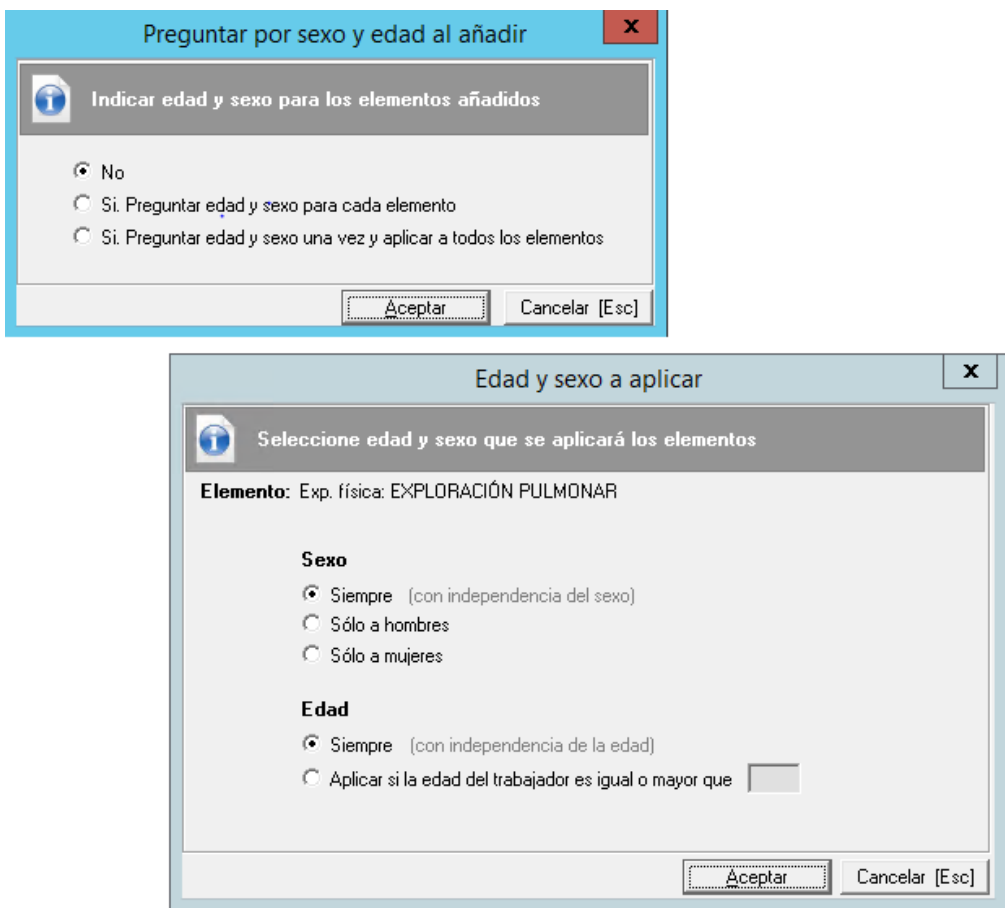 Preguntar por sexo y edad al añadir
x
Indicar edad y sexo para los elementos añadidos
No
Si. Preguntar edad y sexo para cada elemento
Si. Preguntar edad y sexo una vez y aplicar a todos los elementos
Aceptar Cancelar [Esc]
Edad y sexo a aplicar
x
Seleccione edad y sexo que se aplicará los elementos
Elemento: Exp. física: EXPLORACIÓN PULMONAR
Sexo
Siempre (con independencia del sexo)
Sólo a hombres
Sólo a mujeres
Edad
Siempre (con independencia de la edad)
Aplicar si la edad del trabajador es igual o mayor que
Aceptar Cancelar [Esc]